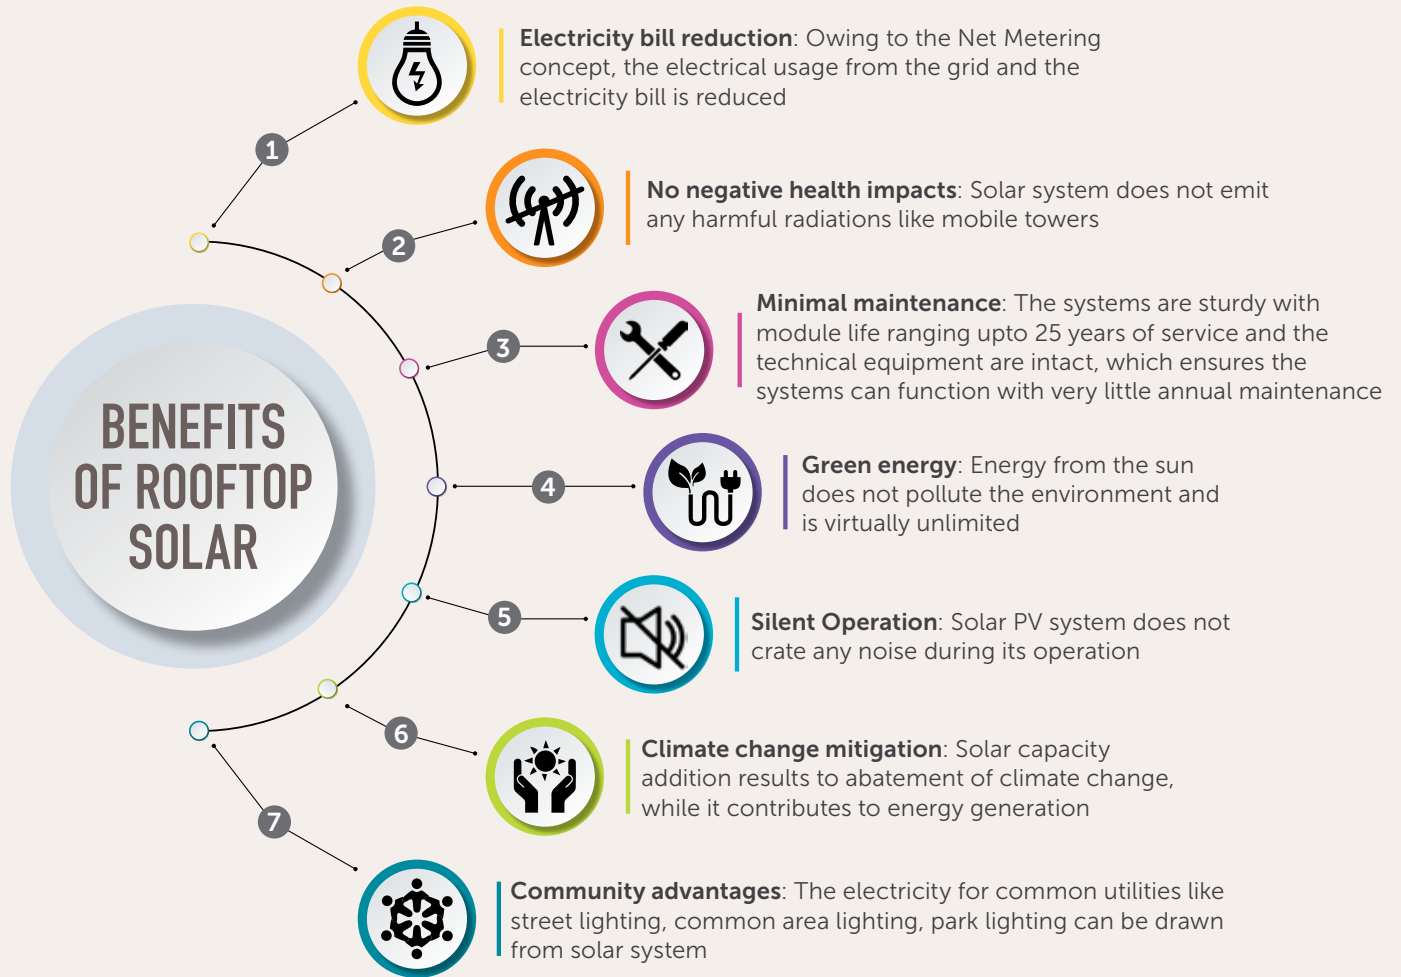 BENEFITS
OF ROOFTOP
SOLAR
1
Electricity bill reduction: Owing to the Net Metering
concept, the electrical usage from the grid and the
electricity bill is reduced
2
No negative health impacts: Solar system does not emit
any harmful radiations like mobile towers
3
Minimal maintenance: The systems are sturdy with
module life ranging upto 25 years of service and the
technical equipment are intact, which ensures the
systems can function with very little annual maintenance
4
Green energy: Energy from the sun
does not pollute the environment and
is virtually unlimited
5
Silent Operation: Solar PV system does not
crate any noise during its operation
6
Climate change mitigation: Solar capacity
addition results to abatement of climate change,
while it contributes to energy generation
7
Community advantages: The electricity for common utilities like
street lighting, common area lighting, park lighting can be drawn
from solar system